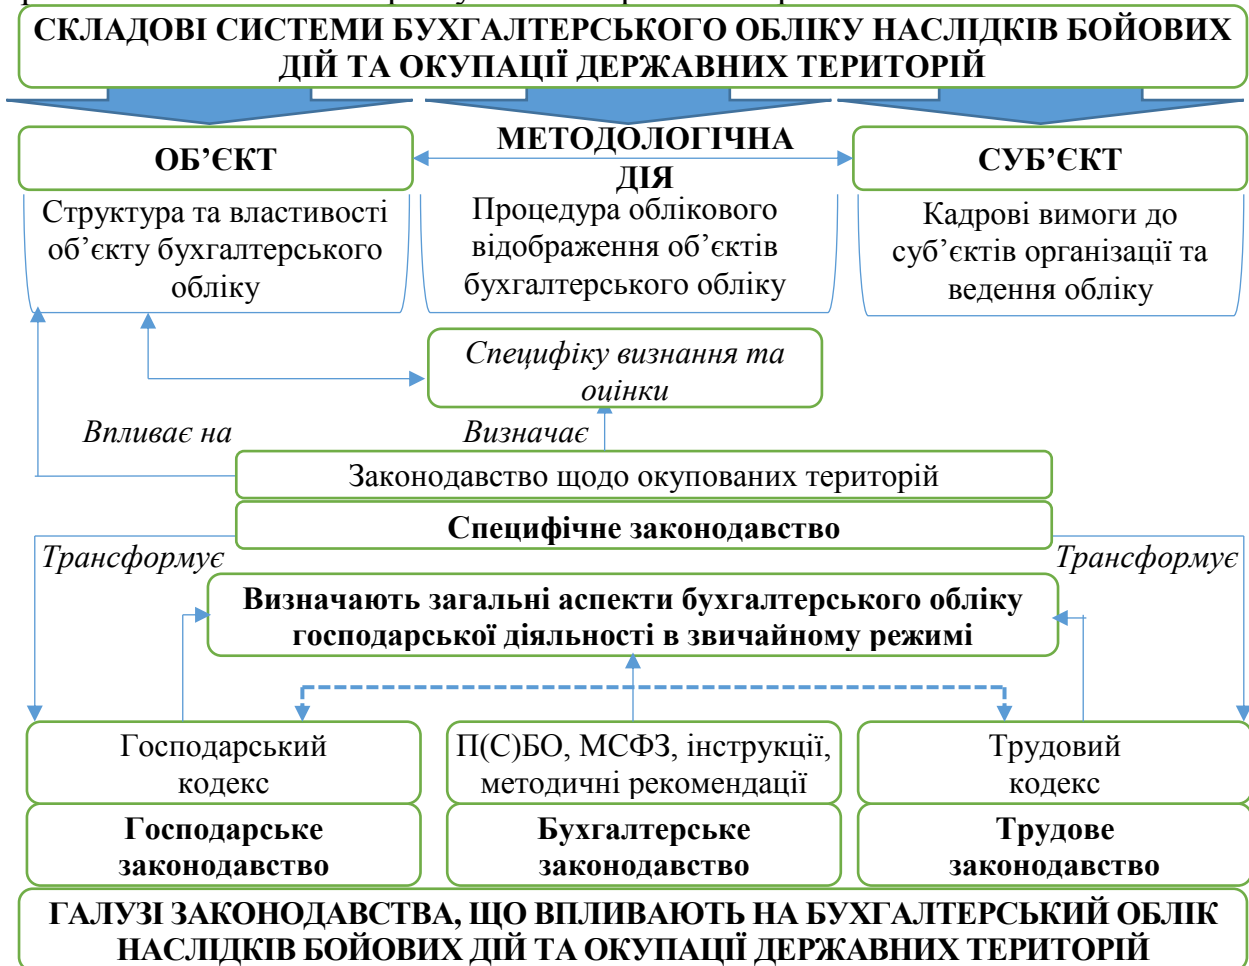 СКЛАДОВІ СИСТЕМИ БУХГАЛТЕРСЬКОГО ОБЛІКУ НАСЛІДКІВ БОЙОВИХ
ДІЙ ТА ОКУПАЦІЇ ДЕРЖАВНИХ ТЕРИТОРІЙ
ОБ’ЄКТ
Структура та властивості
об’єкту бухгалтерського
обліку
МЕТОДОЛОГІЧНА
ДІЯ
Процедура облікового
відображення об’єктів
бухгалтерського обліку
СУБ’ЄКТ
Кадрові вимоги до
суб’єктів організації та
ведення обліку
Специфіку визнання та
оцінки
Впливає на
Визначає
Законодавство щодо окупованих територій
Специфічне законодавство
Трансформує
Трансформує
Визначають загальні аспекти бухгалтерського обліку
господарської діяльності в звичайному режимі
Господарський
кодекс
П(С)БО, МСФЗ, інструкції,
методичні рекомендації
Трудовий
кодекс
Господарське
законодавство
Бухгалтерське
законодавство
Трудове
законодавство
ГАЛУЗІ ЗАКОНОДАВСТВА, ЩО ВПЛИВАЮТЬ НА БУХГАЛТЕРСЬКИЙ ОБЛІК
НАСЛІДКІВ БОЙОВИХ ДІЙ ТА ОКУПАЦІЇ ДЕРЖАВНИХ ТЕРИТОРІЙ